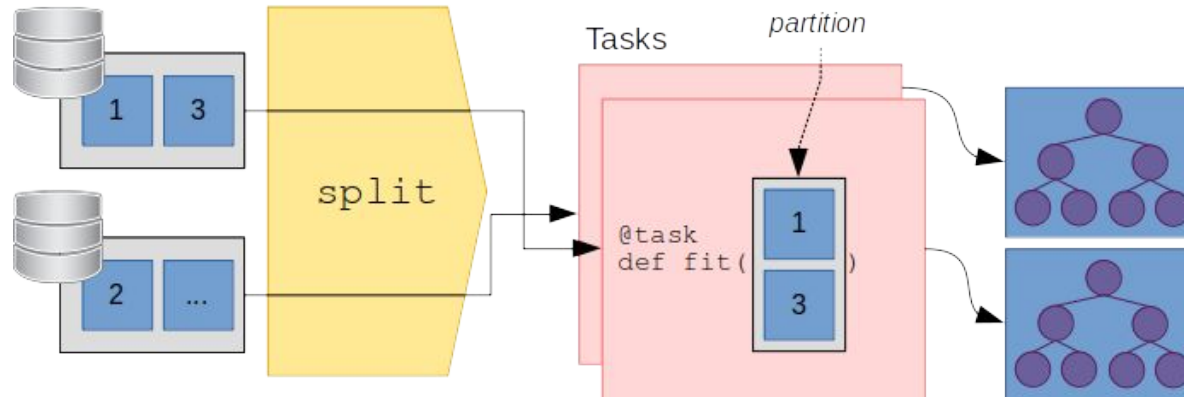 partition
Tasks
1 3
split
2 ...
1
@task
def fit( )
3